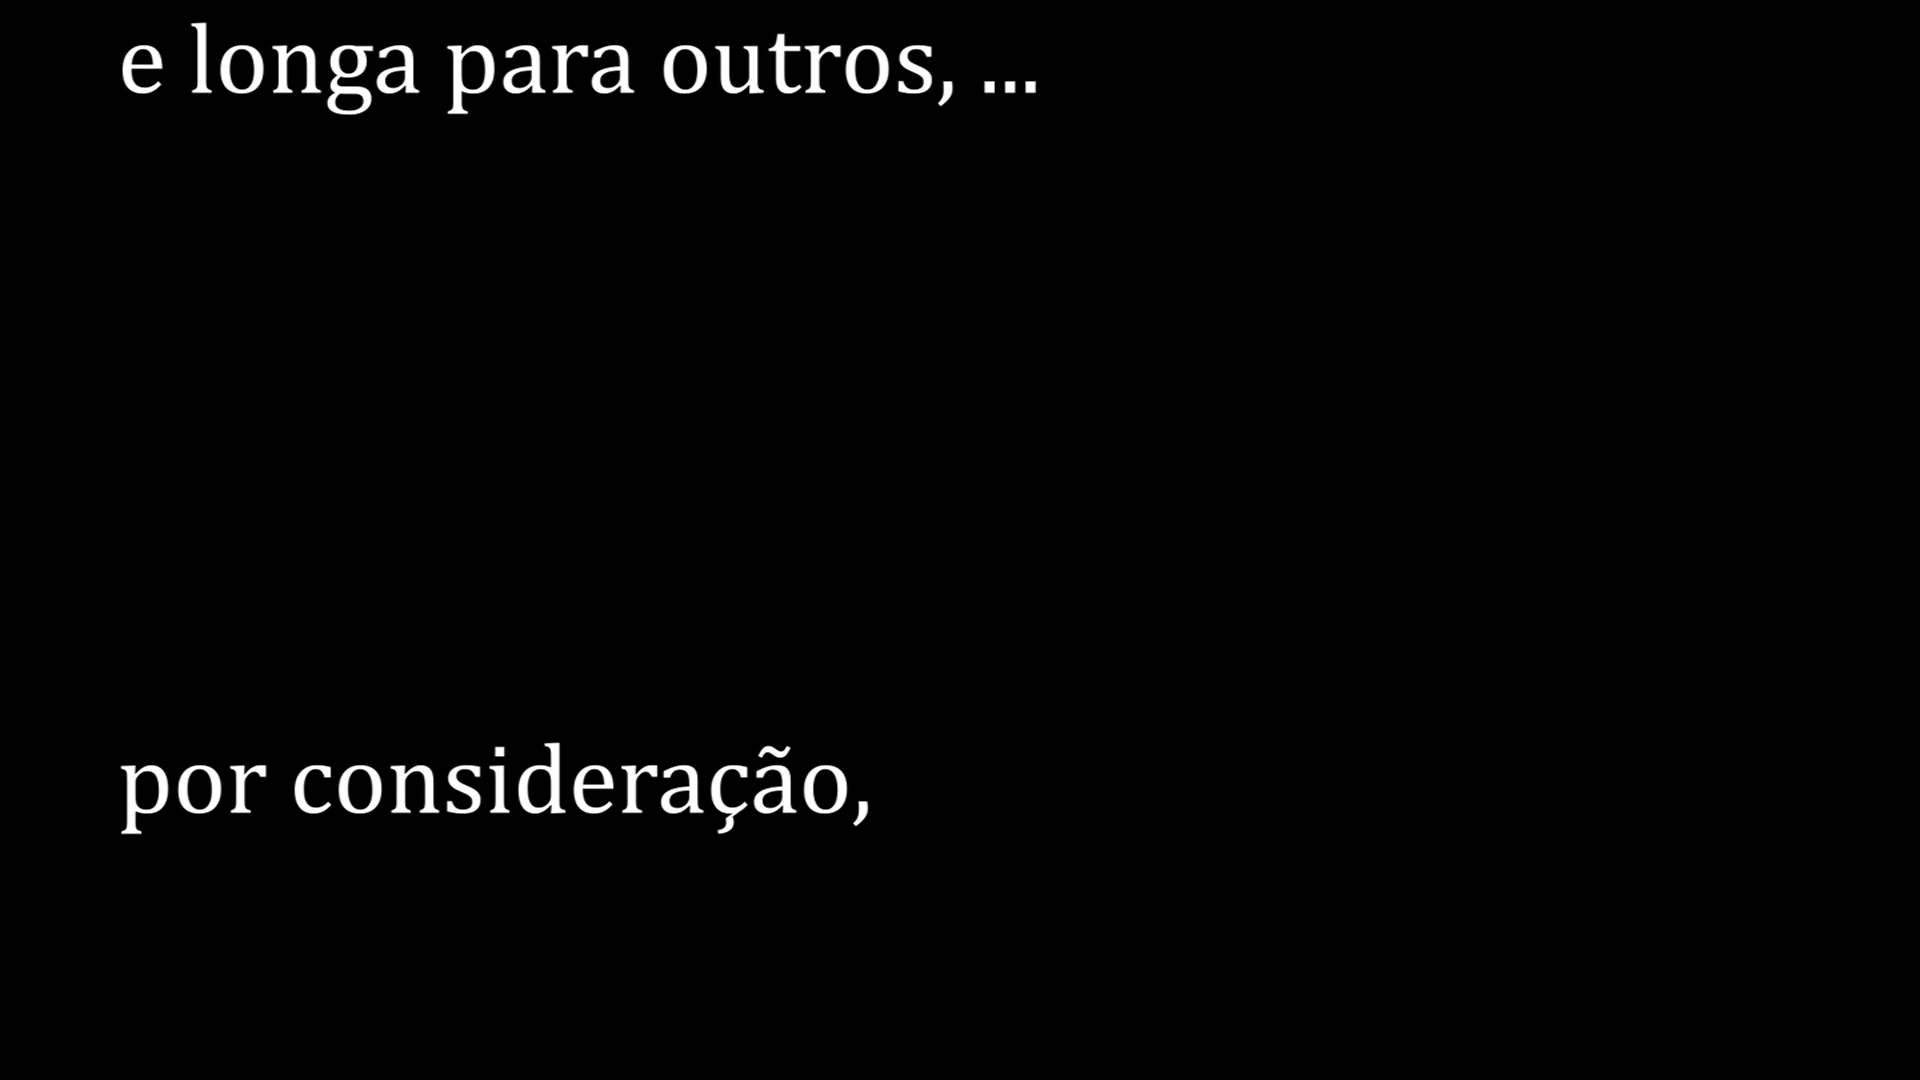 e longa para outros, ...
por consideração,